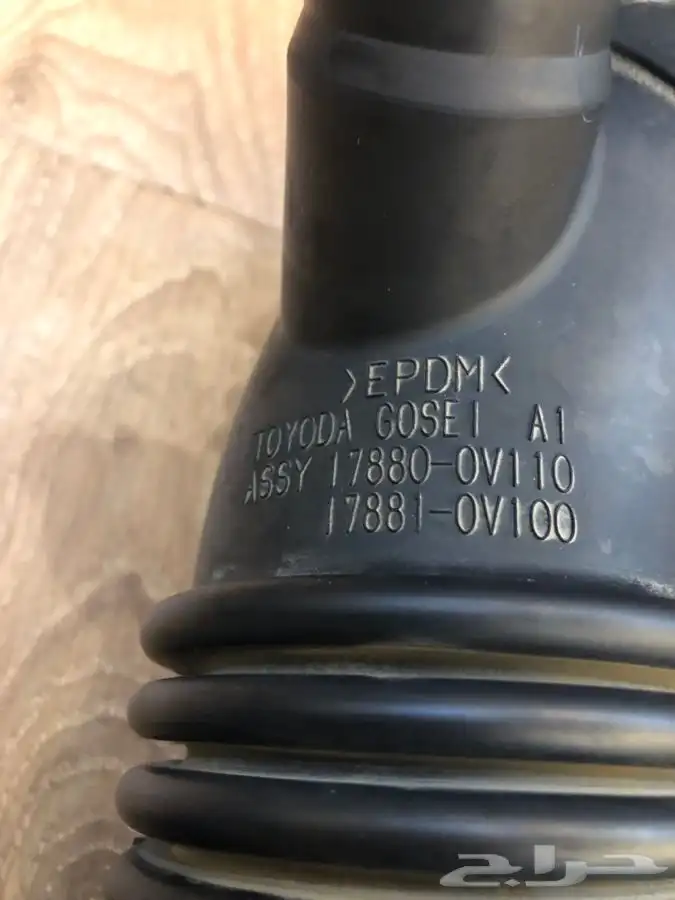 >EPDM<
TOYODA GOSEI A1
ASSY 17880-0V110
17881-0V100
حراج